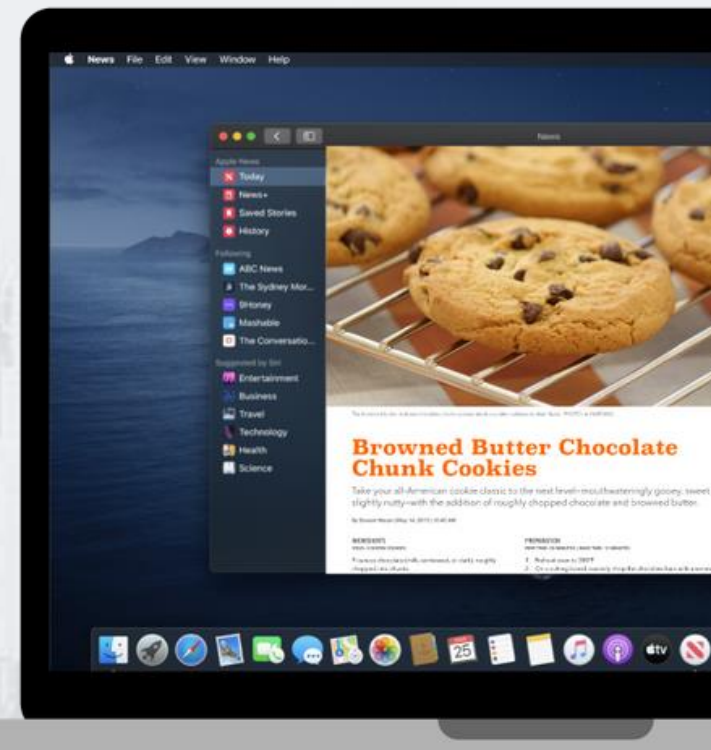 News File Edit View Window Help
News
Apple News
Today
News+
Saved Stories
History
Following
ABC News
The Sydney Mor...
9Honey
Mashable
The Conversatio...
Suggested by Siri
Entertainment
Business
Travel
Technology
Health
Science
Browned Butter Chocolate
Chunk Cookies
Take your all-American cookie classic to the next level—mouthwateringly gooey, sweet
slightly nutty—with the addition of roughly chopped chocolate and browned butter.
INGREDIENTS
PREPARATION
25
tv